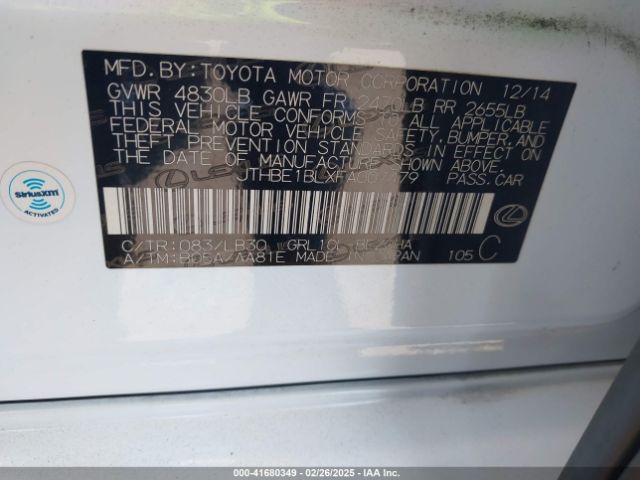 MFD. BY: TOYOTA MOTOR CORPORATION 12/14
GVWR 4830LB GAWR FR RR 2655LB
THIS VEHICLE CONFORMS TO ALL APPLICABLE
FEDERAL MOTOR VEHICLE SAFETY, BUMPER, AND
THEFT PREVENTION STANDARDS IN EFFECT ON
THE DATE OF MANUFACTURE SHOWN ABOVE.
PASS. CAR
C/TR: 083/LB30
A/TM: B05A/AA81E MADE IN JAPAN 105 C
LEXUS
((SiriusXM))
ACTIVATED
000-41680349 | 02/26/2025 - IAA Inc.